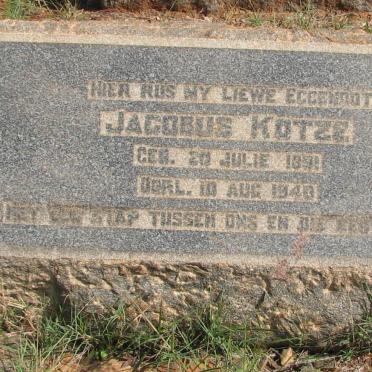 HIER RUS MY LIEWE EGGENOOT
JACOBUS KOTZE
GEB. 20 JULIE 1891
OORL. 10 AUG 1948
STAP TUSSEN ONS EN DIE